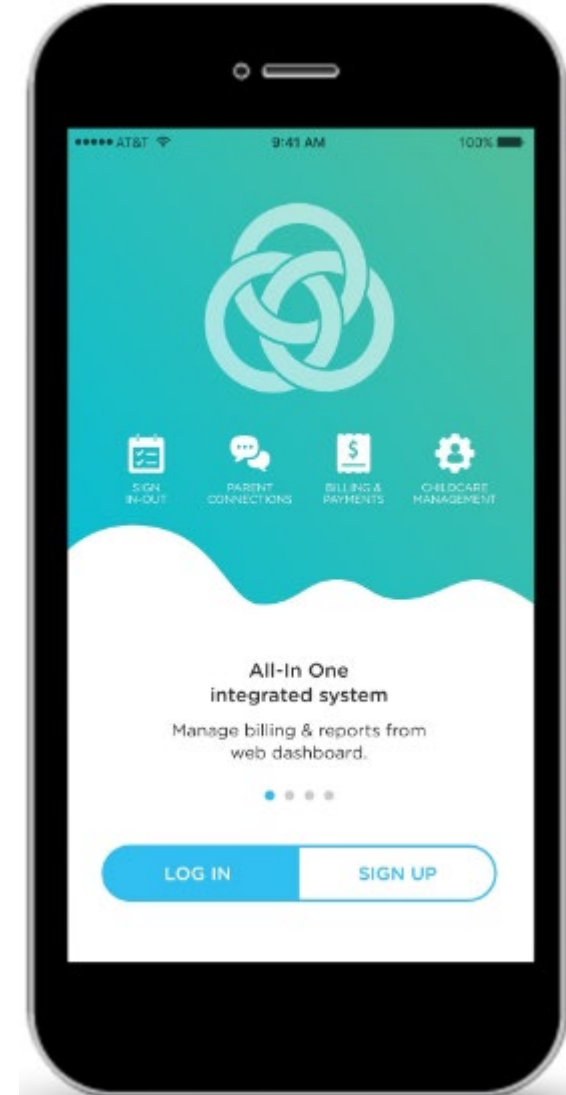 AT&T 9:41 AM 100%
SIGN
IN-OUT
PARENT
CONNECTIONS
BILLING &
PAYMENTS
CHILDCARE
MANAGEMENT
All-In One
integrated system
Manage billing & reports from
web dashboard.
LOG IN SIGN UP